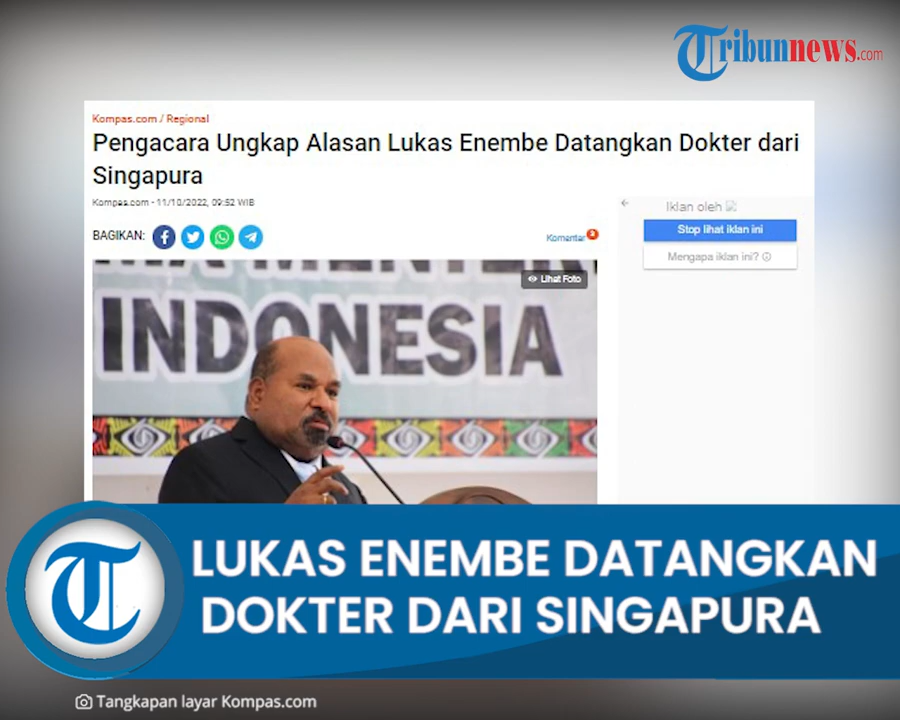 Tribunnews.com
Kompas.com / Regional
Pengacara Ungkap Alasan Lukas Enembe Datangkan Dokter dari
Singapura
Kompas.com - 11/10/2022, 09:52 WIB
BAGIKAN:
Komentar 3
Iklan oleh
Stop lihat iklan ini
Mengapa iklan ini?
Lihat Foto
INDONESIA
LUKAS ENEMBE DATANGKAN
DOKTER DARI SINGAPURA
Tangkapan layar Kompas.com